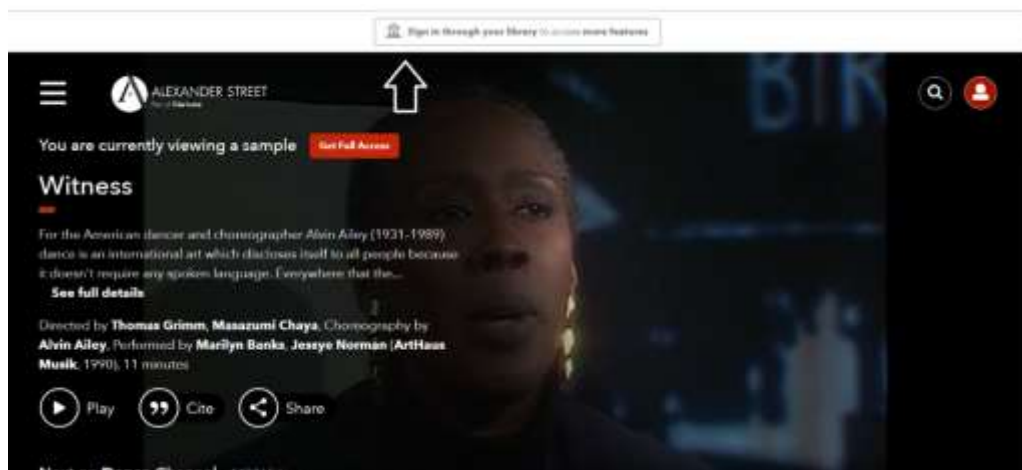 Sign in through your library to access more features
ALEXANDER STREET
You are currently viewing a sample Get Full Access
Witness
For the American dancer and choreographer Alvin Ailey (1931-1989)
dance is an international art which discloses itself to all people because
it doesn't require any spoken language. Everywhere that the...
See full details
Directed by Thomas Grimm, Masazumi Chaya, Choreography by
Alvin Ailey, Performed by Marilyn Banks, Jessye Norman (ArtHaus
Musik, 1990), 11 minutes
Play Cite Share